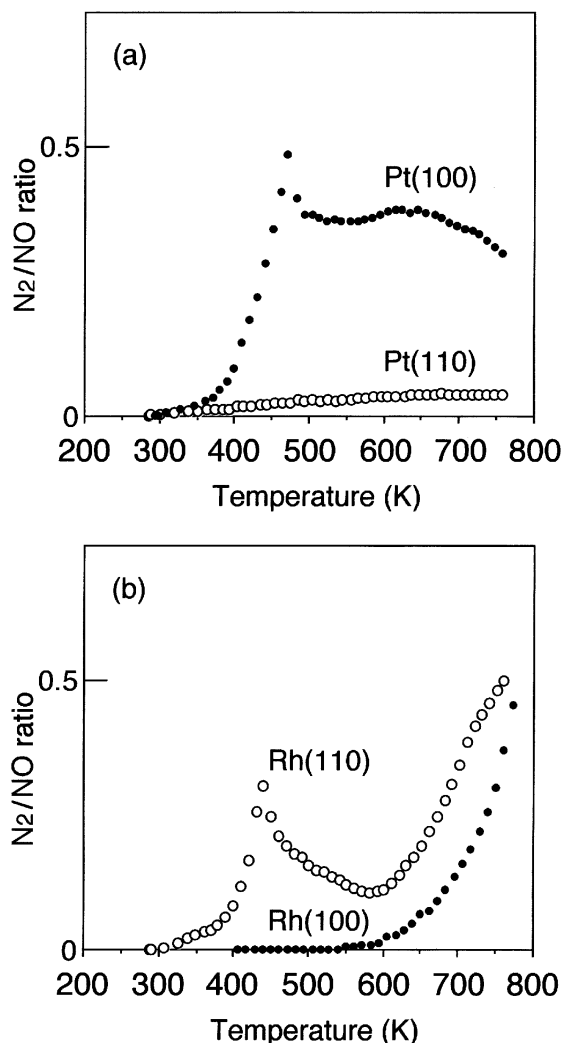 (a)
0.5
Pt(100)
N2/NO ratio
Pt(110)
0
200 300 400 500 600 700 800
Temperature (K)
(b)
0.5
Rh(110)
N2/NO ratio
Rh(100)
0
200 300 400 500 600 700 800
Temperature (K)